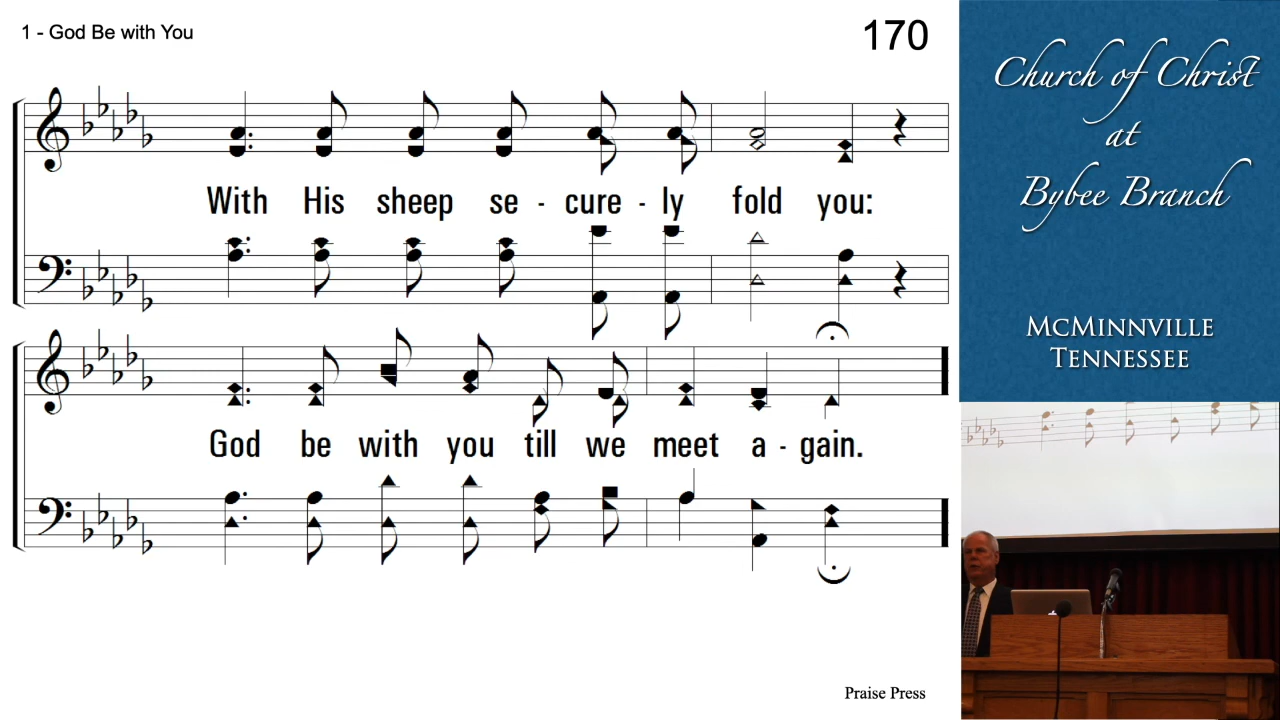 1 - God Be with You
170
With His sheep se - cure - ly fold you:
God be with you till we meet a - gain.
Praise Press
Church of Christ
at
Bybee Branch
McMinnville
Tennessee